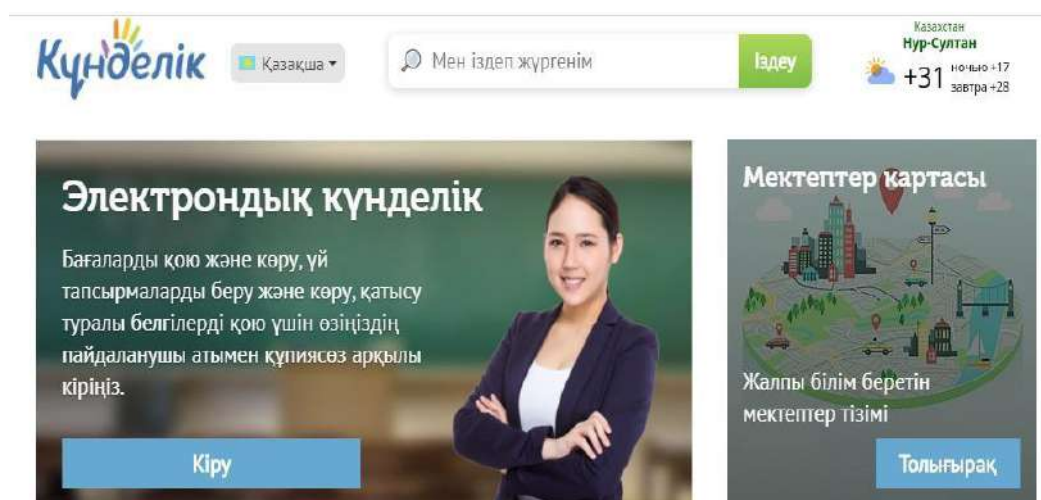 Күнделік
Қазақша
Мен іздеп жүргенім
Іздеу
Казахстан
Нур-Султан
+31
ночью +17
завтра +28
Электрондық күнделік
Бағаларды қою және көру, үй
тапсырмаларды беру және көру, қатысу
туралы белгілерді қою үшін өзіңіздің
пайдаланушы атымен құпиясөз арқылы
кіріңіз.
Кіру
Мектептер картасы
Жалпы білім беретін
мектептер тізімі
Толығырақ